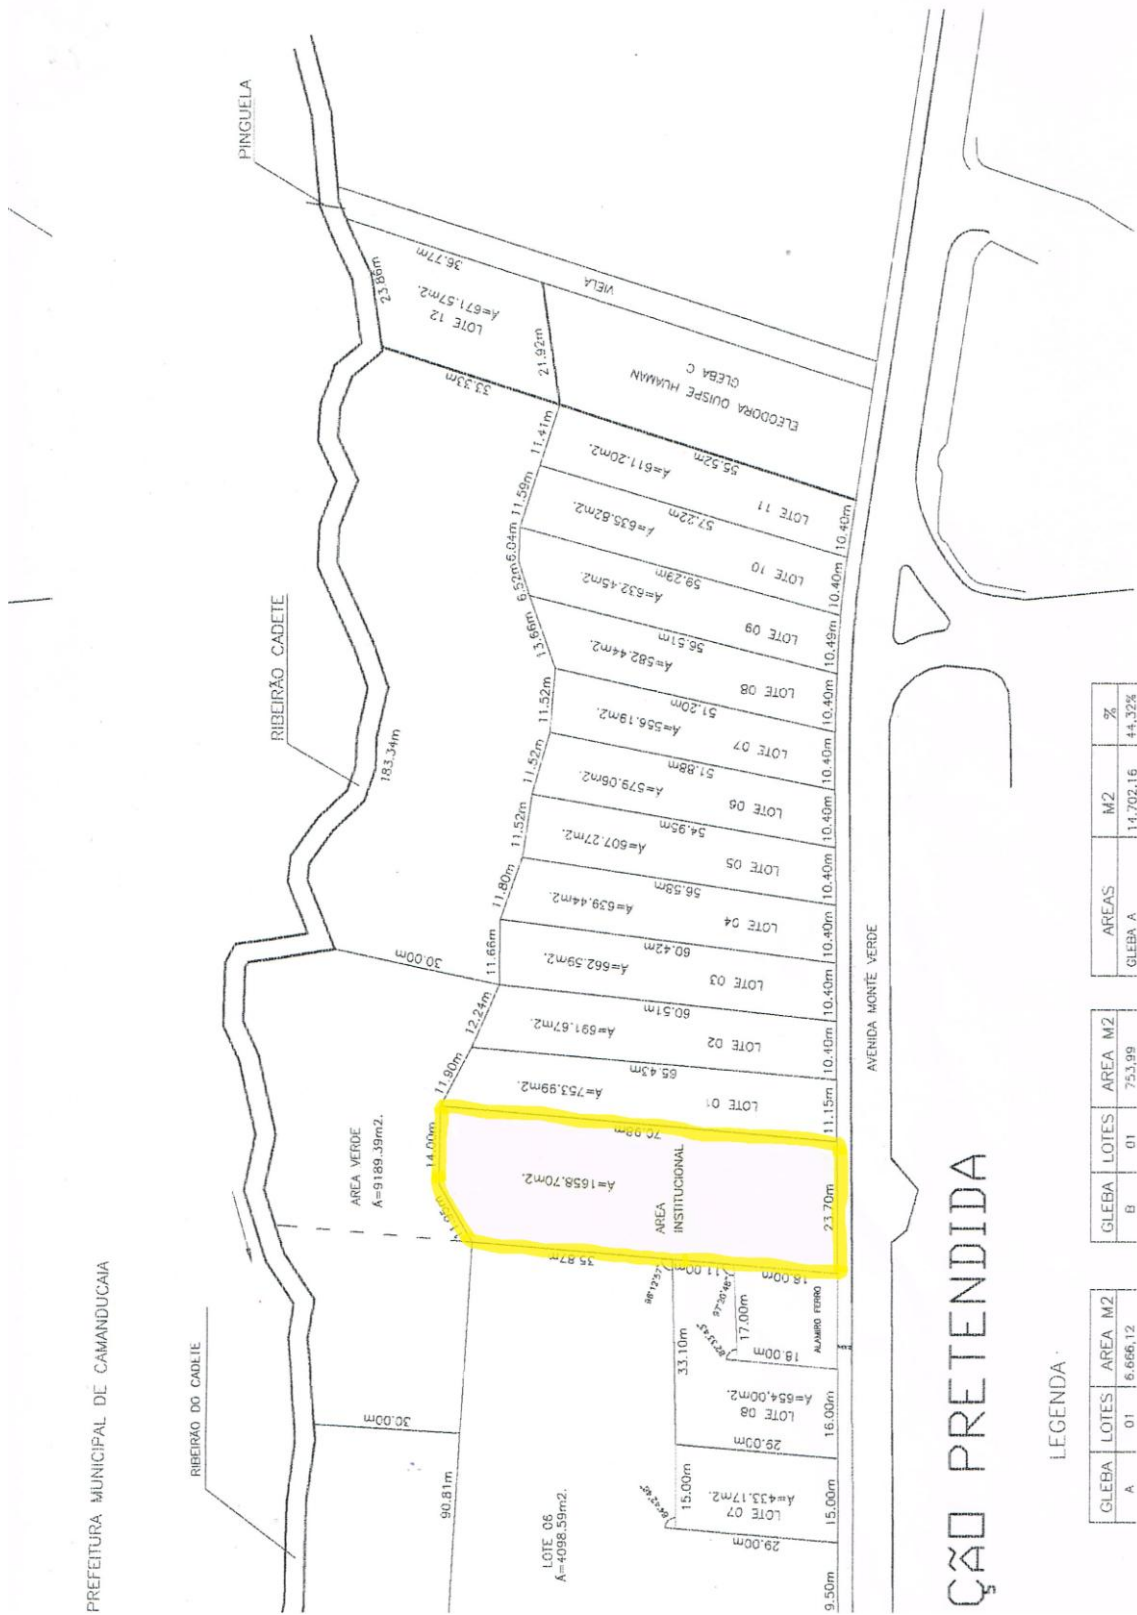 PREFEITURA MUNICIPAL DE CAMANDUCAIA
RIBEIRÃO DO CADETE
RIBEIRÃO CADETE
PINGUELA
183.34m
30.00m
30.00m
90.81m
AREA VERDE
A=9189.39m2.
LOTE 06
A=4098.59m2.
LOTE 12
A=671.57m2.
23.86m
36.77m
33.33m
21.92m
VIELA
ELEODORA QUISPE HUAMAN
GLEBA C
14.00m
11.90m
12.24m
11.66m
11.80m
11.52m
11.52m
11.52m
13.66m
6.52m
6.04m
11.59m
11.41m
AREA
INSTITUCIONAL
A=1658.70m2.
35.87m
11.00m
18.00m
23.70m
70.98m
LOTE 01
A=753.99m2.
65.43m
LOTE 02
A=691.67m2.
60.51m
LOTE 03
A=662.59m2.
60.42m
LOTE 04
A=639.44m2.
56.58m
LOTE 05
A=607.27m2.
54.95m
LOTE 06
A=579.06m2.
51.88m
LOTE 07
A=556.19m2.
51.20m
LOTE 08
A=582.44m2.
56.51m
LOTE 09
A=632.45m2.
59.29m
LOTE 10
A=635.82m2.
57.22m
LOTE 11
A=611.20m2.
55.52m
33.10m
17.00m
18.00m
ALAMIRO FERRO
LOTE 08
A=654,00m2.
29.00m
15.00m
LOTE 07
A=433.17m2.
29.00m
9.50m
15.00m
16.00m
11.15m
10.40m
10.40m
10.40m
10.40m
10.40m
10.40m
10.40m
10.49m
10.40m
10.40m
AVENIDA MONTE VERDE
ÇÃO PRETENDIDA
LEGENDA
GLEBA LOTES AREA M2
A 01 6.666,12
GLEBA LOTES AREA M2
B 01 753,99
AREAS M2 %
GLEBA A 14.702,16 44,32%